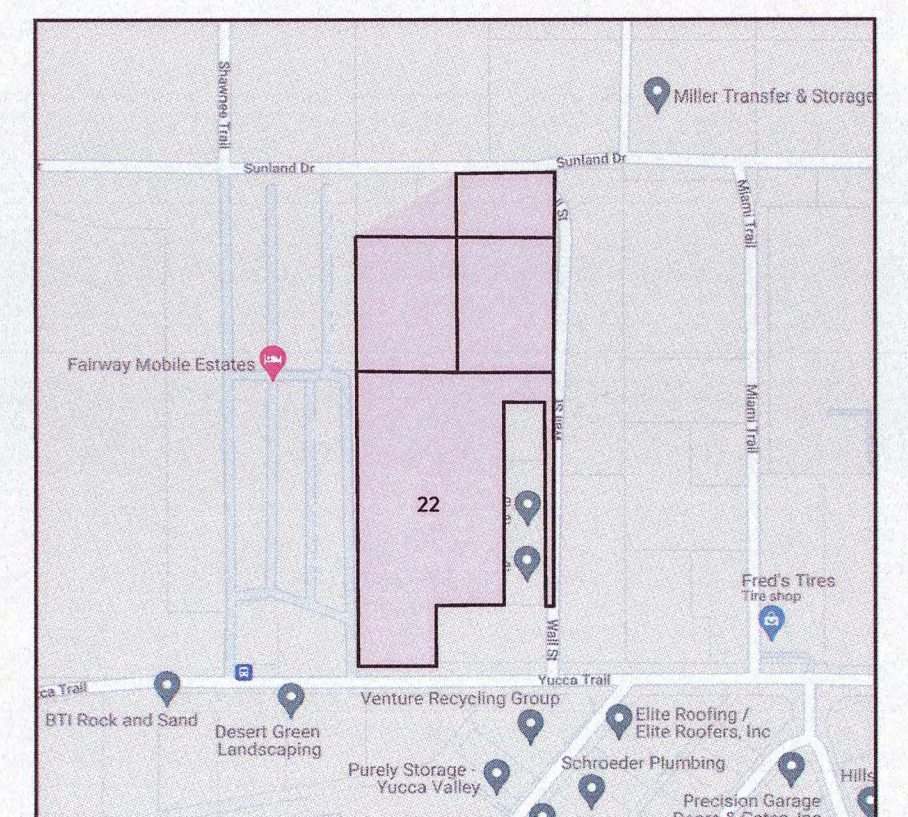 Shawnee Trail
Miller Transfer & Storage
Sunland Dr
Sunland Dr
Miami Trail
St
Fairway Mobile Estates
Miami Trail
Wall St
22
Fred's Tires
Tire shop
Wall St
ca Trail
Yucca Trail
BTI Rock and Sand
Desert Green
Landscaping
Venture Recycling Group
Elite Roofing /
Elite Roofers, Inc
Purely Storage -
Yucca Valley
Schroeder Plumbing
Hills
Precision Garage